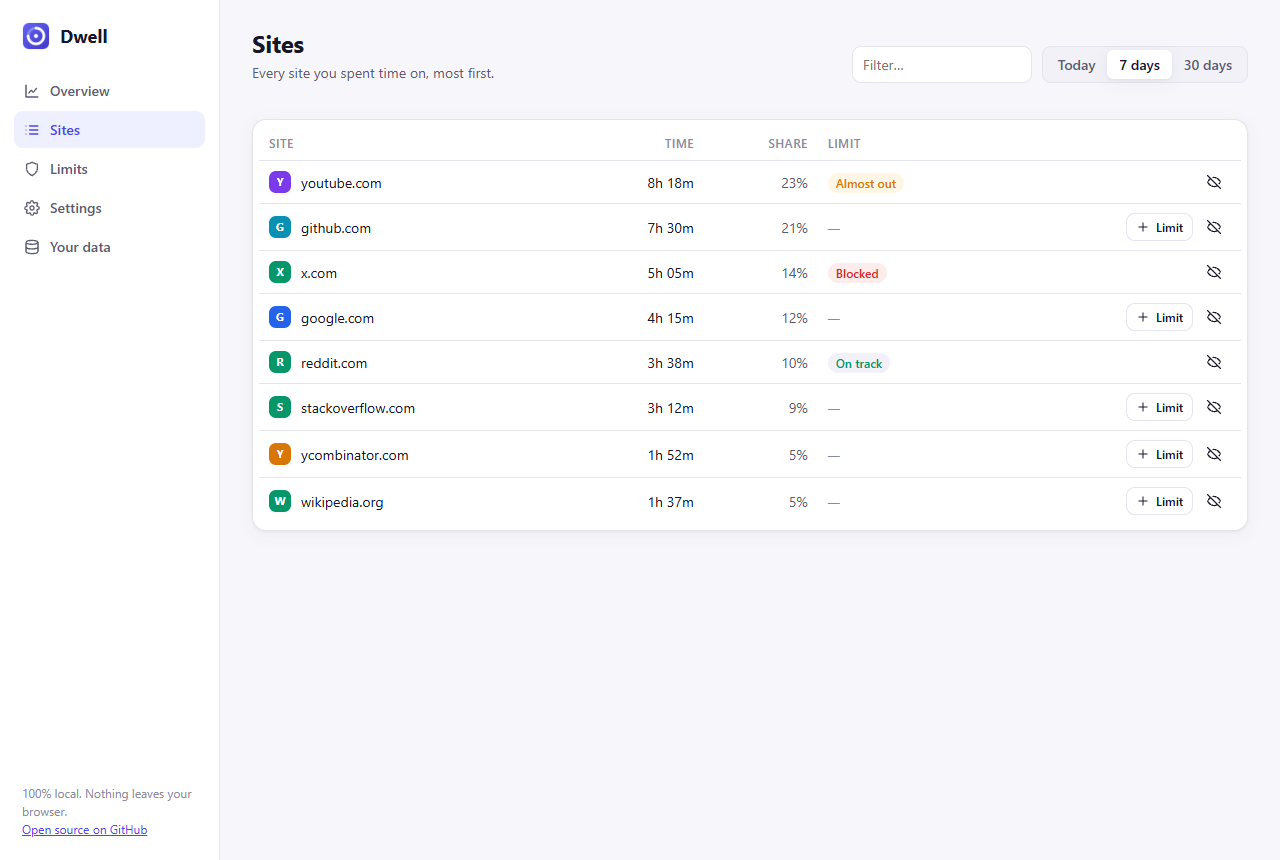 Dwell
Overview
Sites
Limits
Settings
Your data
100% local. Nothing leaves your
browser.
Open source on GitHub
Sites
Every site you spent time on, most first.
Filter...
Today 7 days 30 days
SITE TIME SHARE LIMIT
Y youtube.com 8h 18m 23% Almost out
G github.com 7h 30m 21% — + Limit
X x.com 5h 05m 14% Blocked
G google.com 4h 15m 12% — + Limit
R reddit.com 3h 38m 10% On track
S stackoverflow.com 3h 12m 9% — + Limit
Y ycombinator.com 1h 52m 5% — + Limit
W wikipedia.org 1h 37m 5% — + Limit